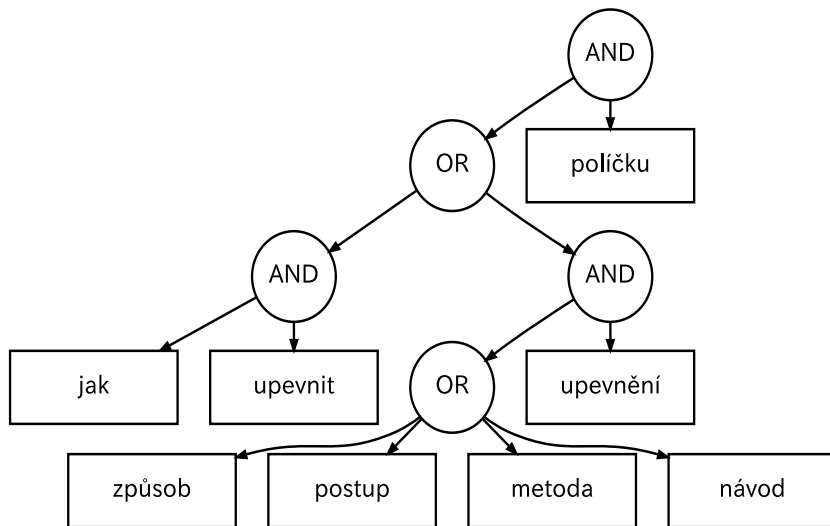 AND
OR
políčku
AND
AND
jak
upevnit
OR
upevnění
způsob
postup
metoda
návod